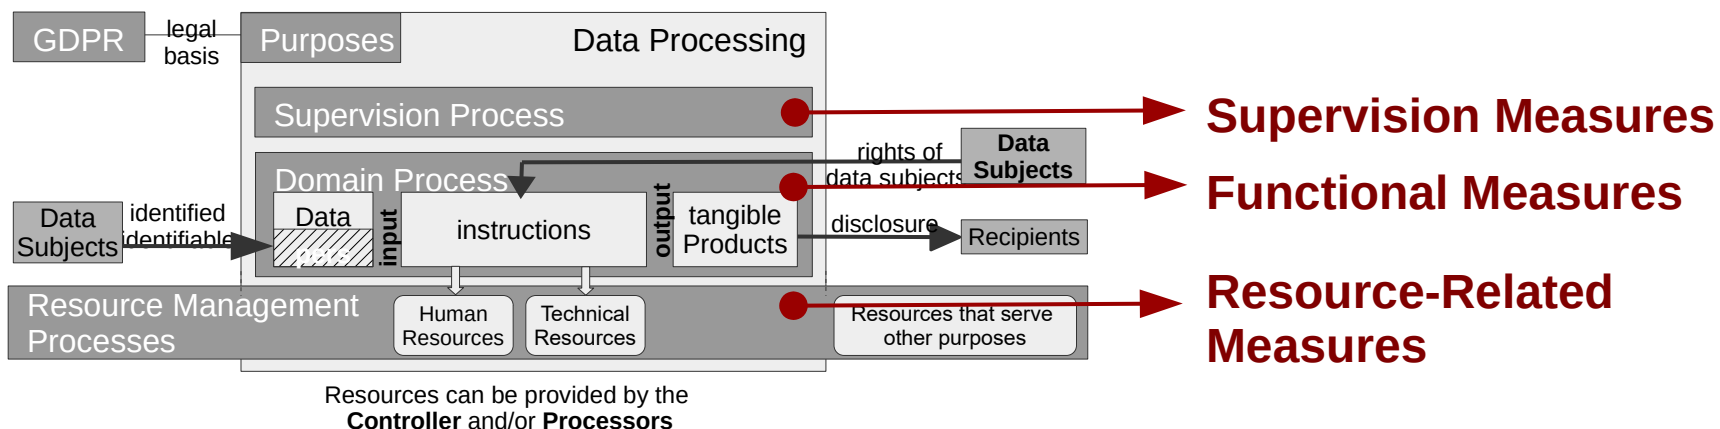 GDPR
legal
basis
Purposes
Data Processing
Supervision Process
Supervision Measures
Domain Process
rights of
data subjects
Data
Subjects
Functional Measures
Data
Subjects
identified
identifiable
Data
input
instructions
output
tangible
Products
disclosure
Recipients
Resource Management
Processes
Human
Resources
Technical
Resources
Resources that serve
other purposes
Resource-Related
Measures
Resources can be provided by the
Controller and/or Processors